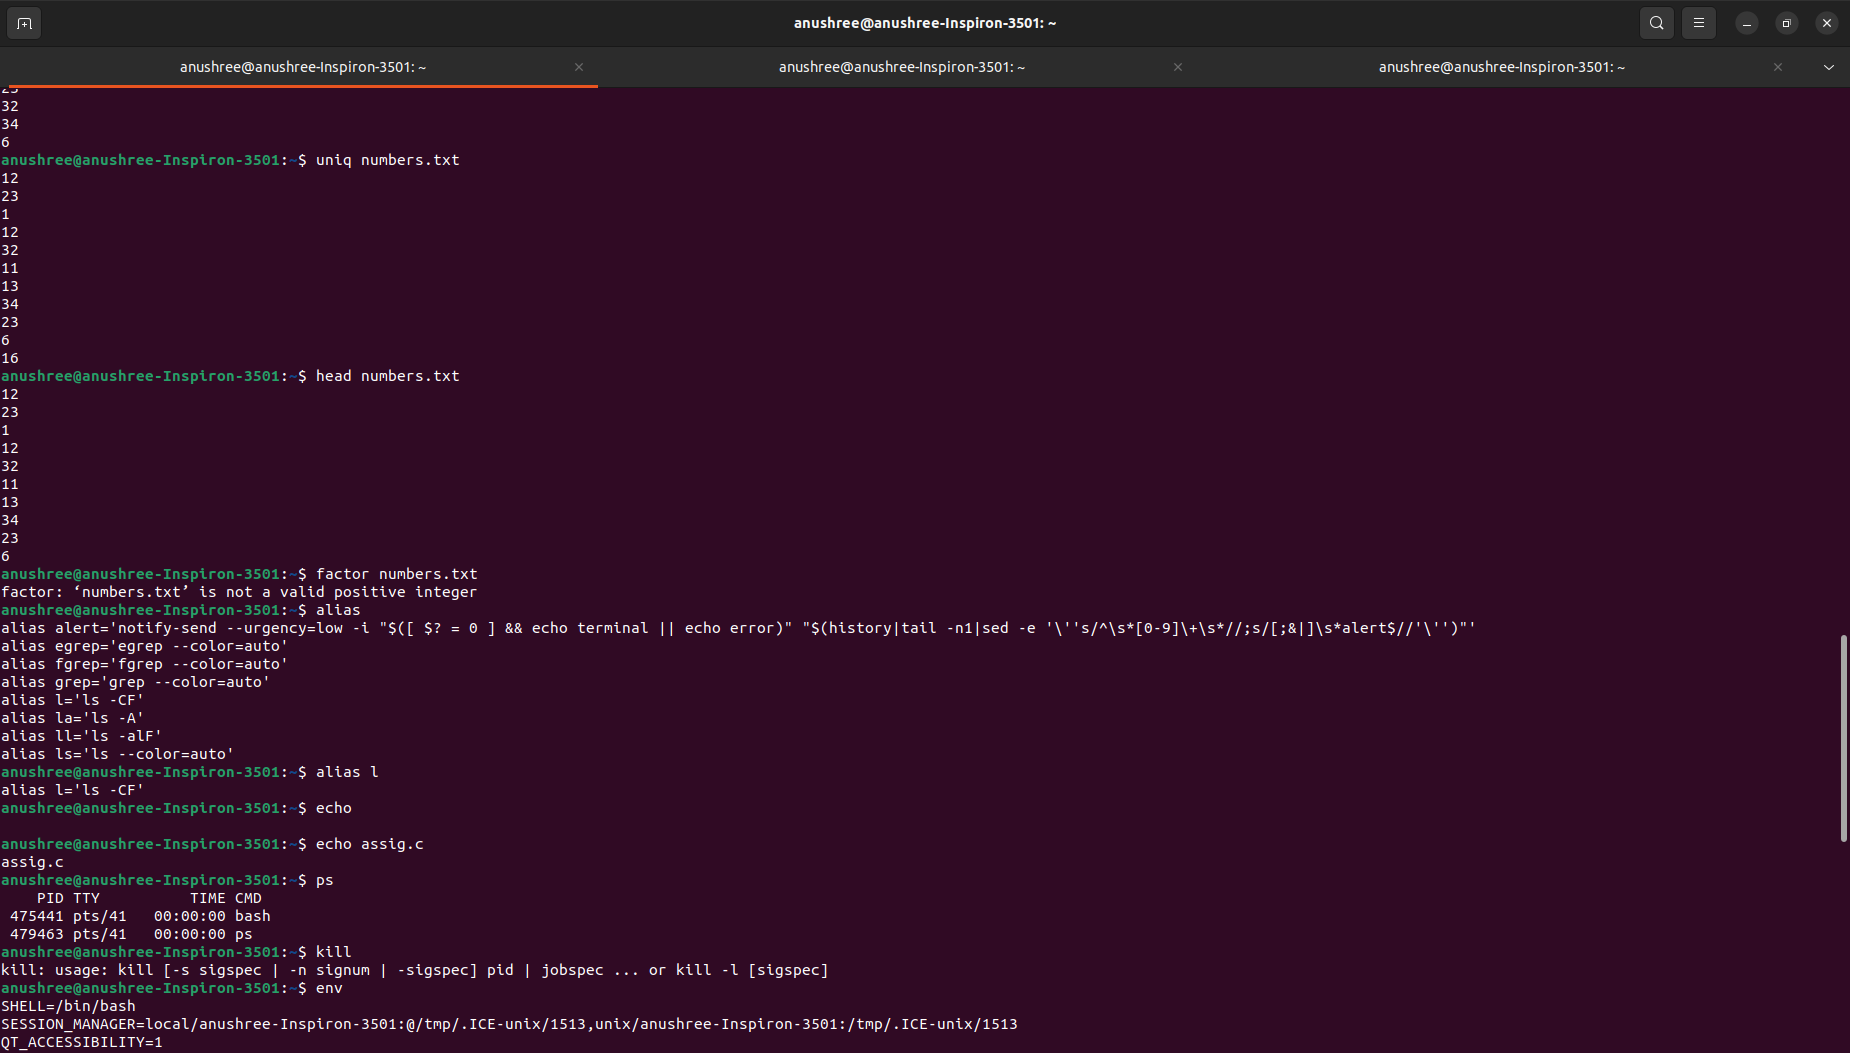 anushree@anushree-Inspiron-3501: ~
anushree@anushree-Inspiron-3501: ~
anushree@anushree-Inspiron-3501: ~
anushree@anushree-Inspiron-3501: ~
23
32
34
6
anushree@anushree-Inspiron-3501:~$ uniq numbers.txt
12
23
1
12
32
11
13
34
23
6
16
anushree@anushree-Inspiron-3501:~$ head numbers.txt
12
23
1
12
32
11
13
34
23
6
anushree@anushree-Inspiron-3501:~$ factor numbers.txt
factor: ‘numbers.txt’ is not a valid positive integer
anushree@anushree-Inspiron-3501:~$ alias
alias alert='notify-send --urgency=low -i "$([ $? = 0 ] && echo terminal || echo error)" "$(history|tail -n1|sed -e '\''s/^\s*[0-9]\+\s*//;s/[;&|]\s*alert$//'\'')"'
alias egrep='egrep --color=auto'
alias fgrep='fgrep --color=auto'
alias grep='grep --color=auto'
alias l='ls -CF'
alias la='ls -A'
alias ll='ls -alF'
alias ls='ls --color=auto'
anushree@anushree-Inspiron-3501:~$ alias l
alias l='ls -CF'
anushree@anushree-Inspiron-3501:~$ echo
anushree@anushree-Inspiron-3501:~$ echo assig.c
assig.c
anushree@anushree-Inspiron-3501:~$ ps
    PID TTY          TIME CMD
 475441 pts/41   00:00:00 bash
 479463 pts/41   00:00:00 ps
anushree@anushree-Inspiron-3501:~$ kill
kill: usage: kill [-s sigspec | -n signum | -sigspec] pid | jobspec ... or kill -l [sigspec]
anushree@anushree-Inspiron-3501:~$ env
SHELL=/bin/bash
SESSION_MANAGER=local/anushree-Inspiron-3501:@/tmp/.ICE-unix/1513,unix/anushree-Inspiron-3501:/tmp/.ICE-unix/1513
QT_ACCESSIBILITY=1